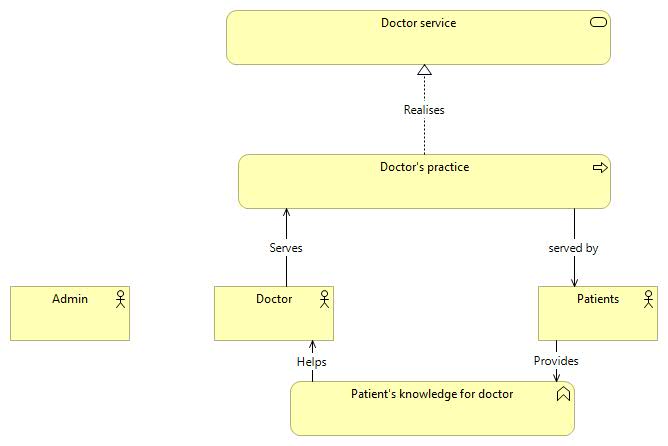 Doctor service
Realises
Doctor's practice
Serves
served by
Admin
Doctor
Patients
Helps
Provides
Patient's knowledge for doctor